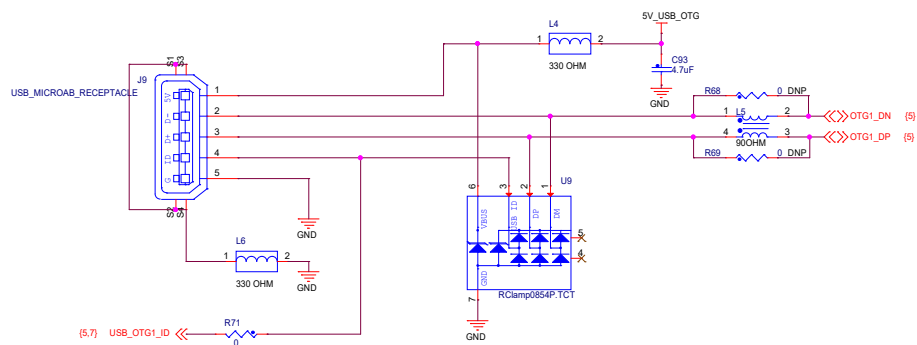 5V_USB_OTG
L4
1 2
330 OHM
C93
4.7uF
GND
S1 S3
J9
USB_MICROAB_RECEPTACLE
5V 1
D- 2
D+ 3
ID 4
G 5
S2 S4
R68 0 DNP
L5
1 2
OTG1_DN {5}
4 3
OTG1_DP {5}
90OHM
R69 0 DNP
U9
6 3 2 1
VBUS USB ID DP DM
5
4
GND
RClamp0854P.TCT
7
GND
GND
L6
1 2
330 OHM
GND
{5,7} USB_OTG1_ID
R71
0